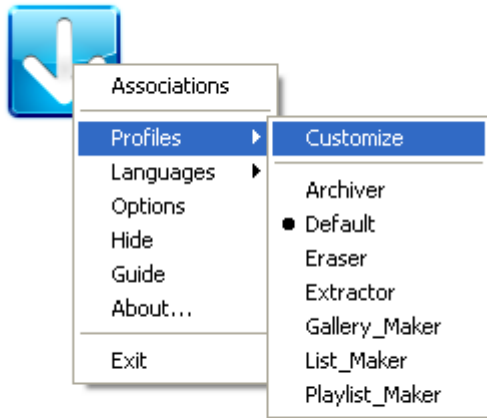 Associations
Profiles
Languages
Options
Hide
Guide
About...
Exit
Customize
Archiver
Default
Eraser
Extractor
Gallery_Maker
List_Maker
Playlist_Maker